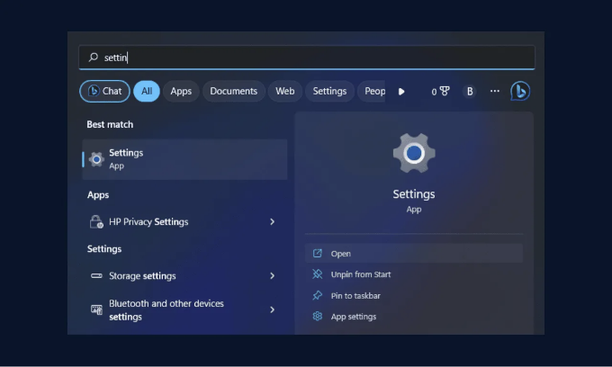 settin
Chat All Apps Documents Web Settings Peop 0 B ...
Best match
Settings
App
Settings
App
Apps
HP Privacy Settings
Settings
Storage settings
Bluetooth and other devices
settings
Open
Unpin from Start
Pin to taskbar
App settings